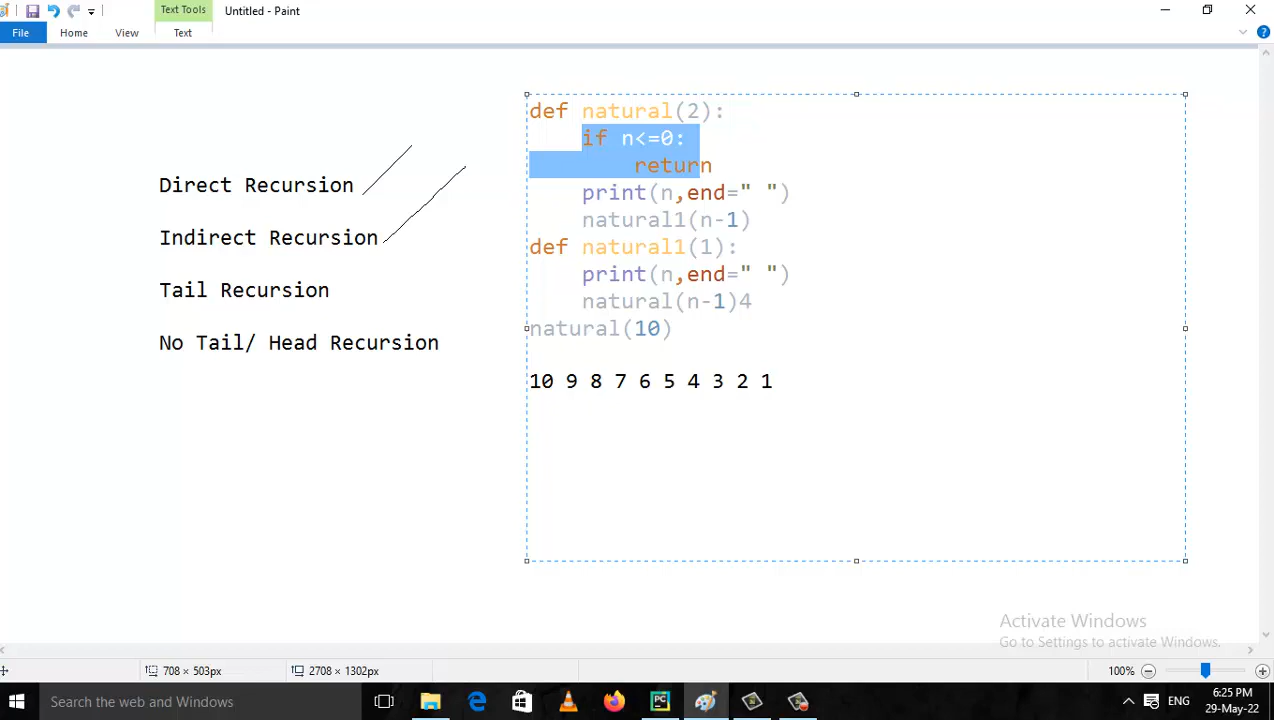 Text Tools
Untitled - Paint
File
Home
View
Text
Direct Recursion
Indirect Recursion
Tail Recursion
No Tail/ Head Recursion
def natural(2):
if n<=0:
return
print(n,end=" ")
natural1(n-1)
def natural1(1):
print(n,end=" ")
natural(n-1)4
natural(10)
10 9 8 7 6 5 4 3 2 1
Activate Windows
Go to Settings to activate Windows.
708 × 503px
2708 × 1302px
100%
Search the web and Windows
PC
ENG
6:25 PM
29-May-22